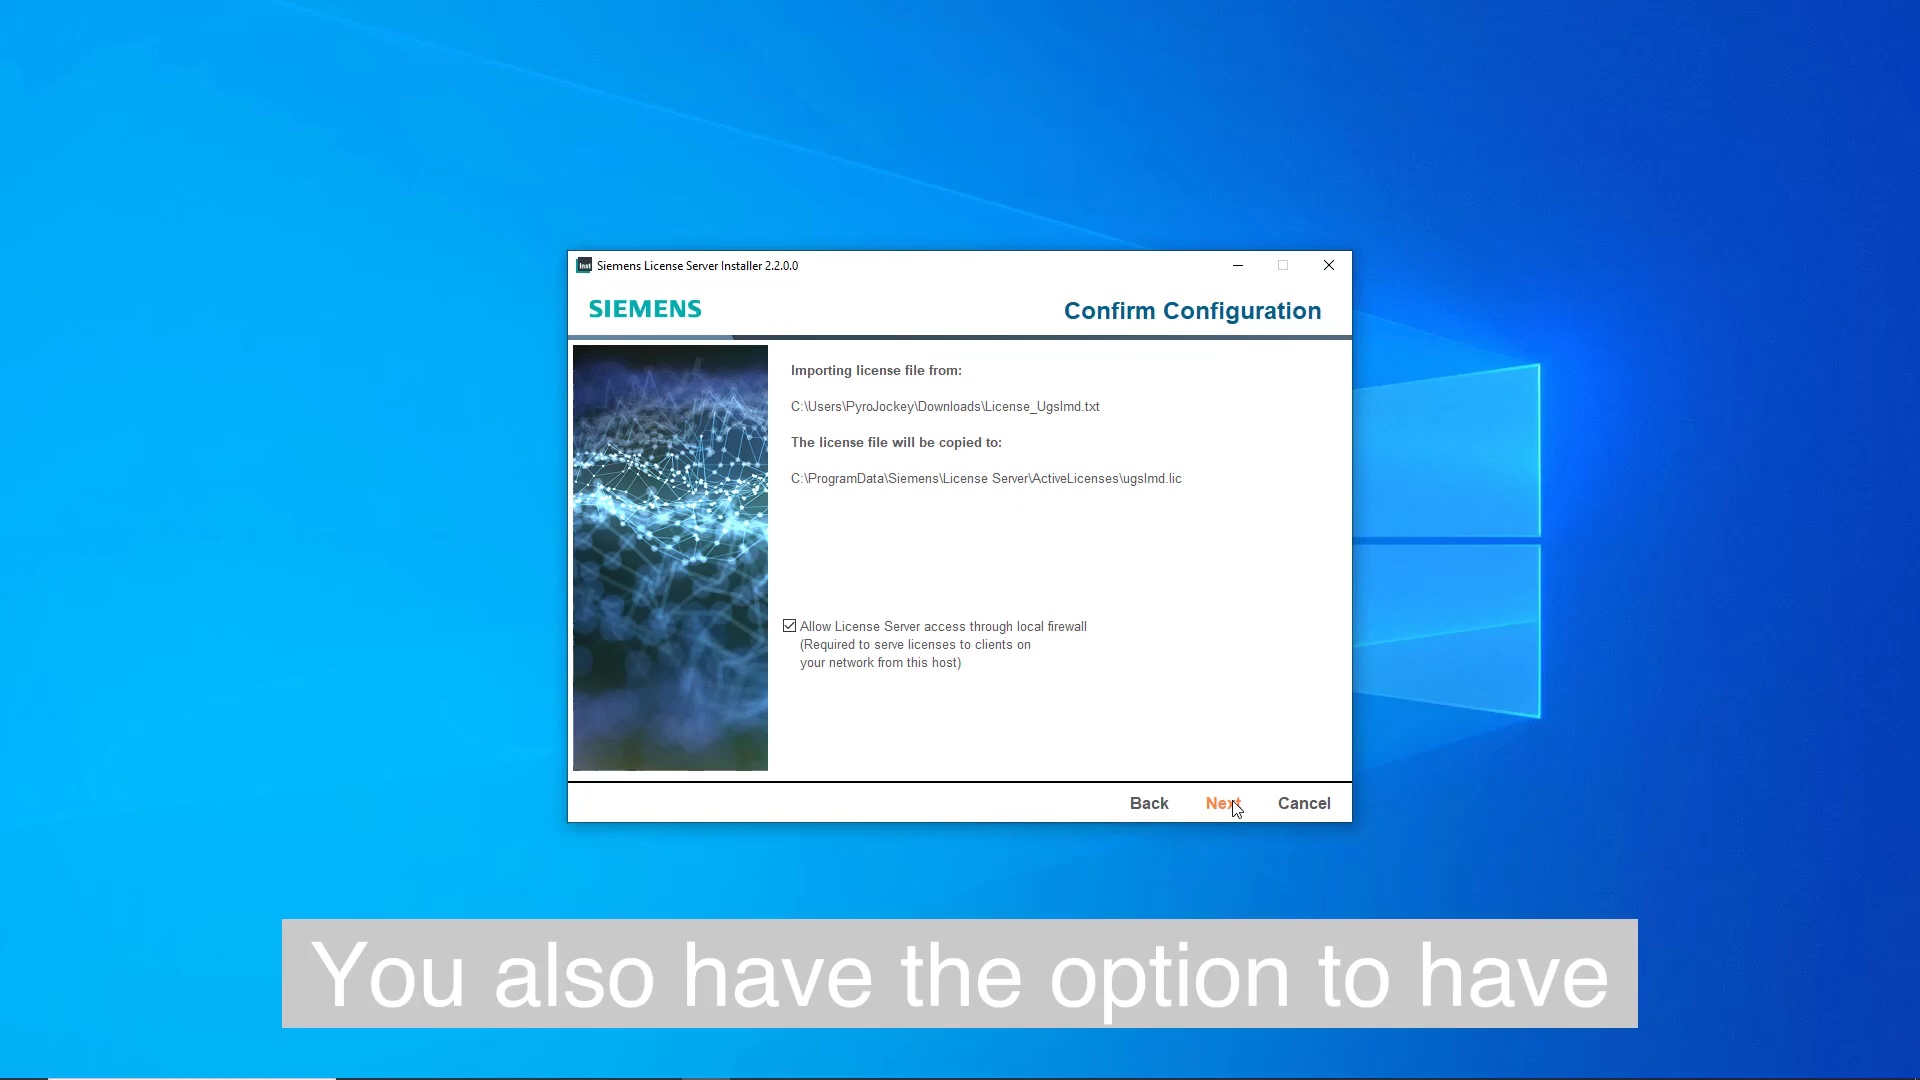 Inst Siemens License Server Installer 2.2.0.0
SIEMENS
Confirm Configuration
Importing license file from:
C:\Users\PyroJockey\Downloads\License_Ugslmd.txt
The license file will be copied to:
C:\ProgramData\Siemens\License Server\ActiveLicenses\ugslmd.lic
Allow License Server access through local firewall
(Required to serve licenses to clients on
your network from this host)
Back Next Cancel
You also have the option to have